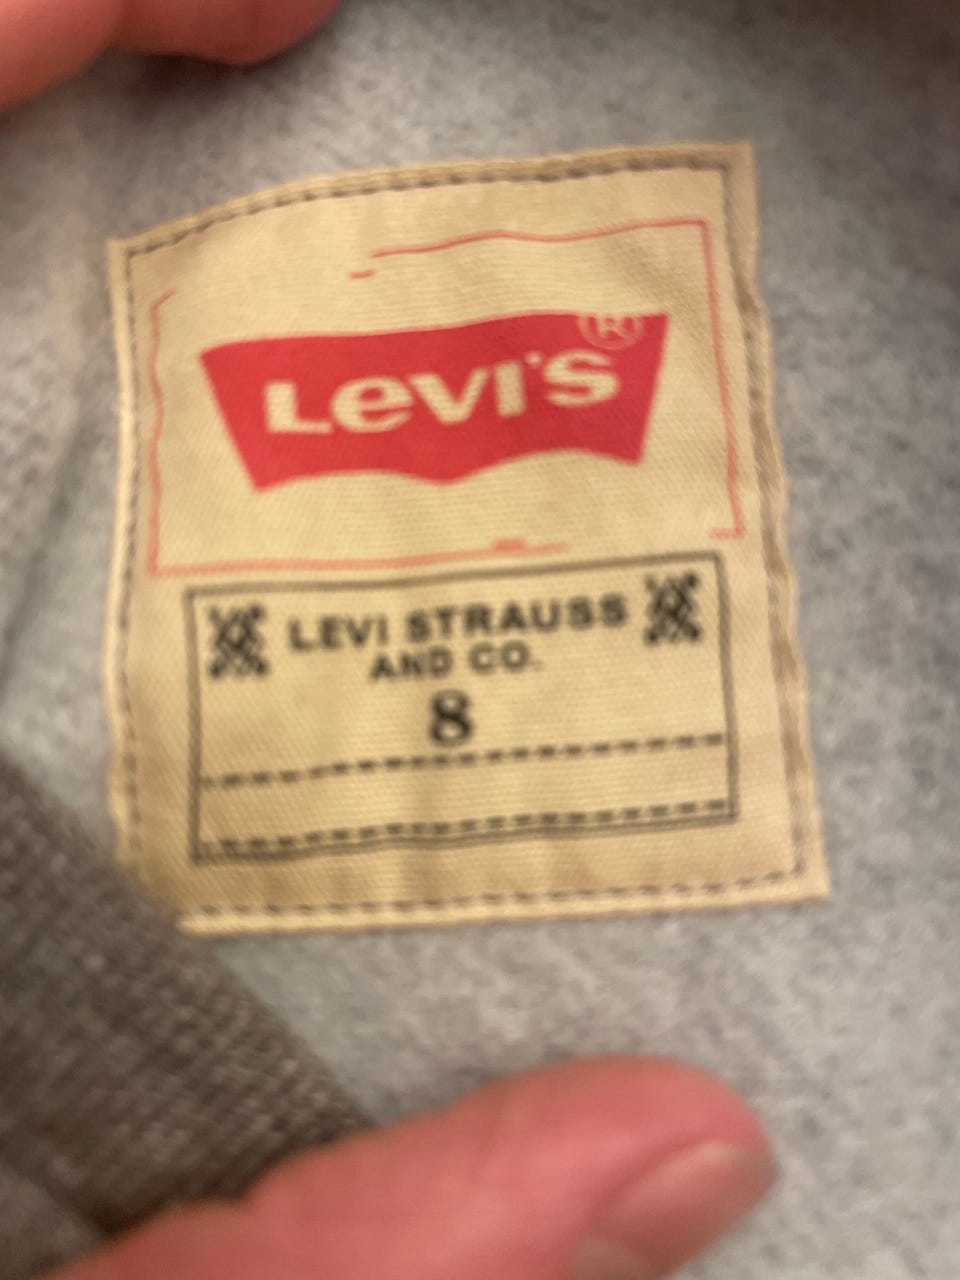 Levi's®
LEVI STRAUSS
AND CO.
8